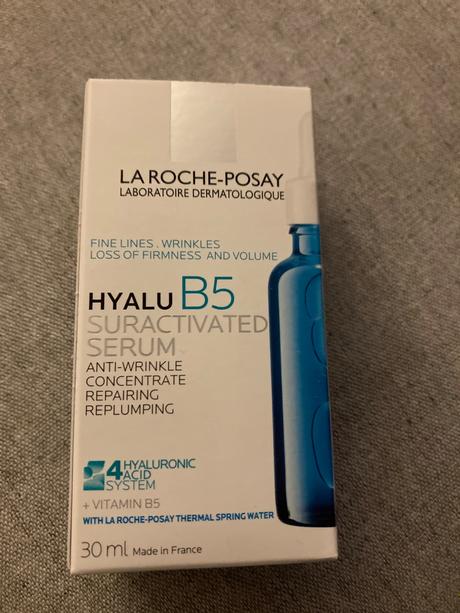 LA ROCHE-POSAY
LABORATOIRE DERMATOLOGIQUE
FINE LINES . WRINKLES
LOSS OF FIRMNESS AND VOLUME
HYALU B5
SURACTIVATED
SERUM
ANTI-WRINKLE
CONCENTRATE
REPAIRING
REPLUMPING
4 HYALURONIC
ACID
SYSTEM
+ VITAMIN B5
WITH LA ROCHE-POSAY THERMAL SPRING WATER
30 ml Made in France